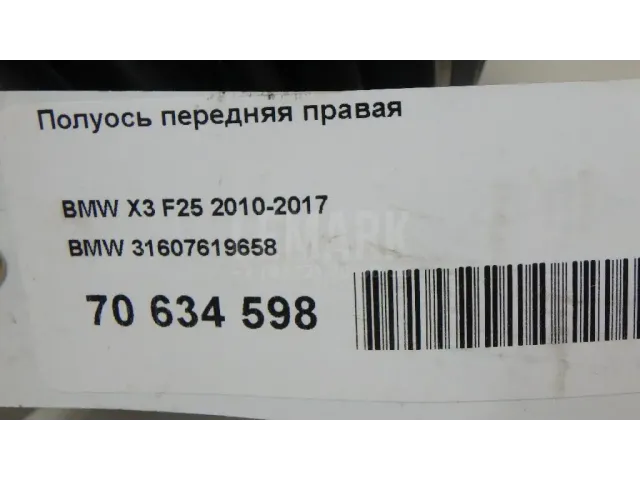 Полуось передняя правая
BMW X3 F25 2010-2017
BMW 31607619658
70 634 598